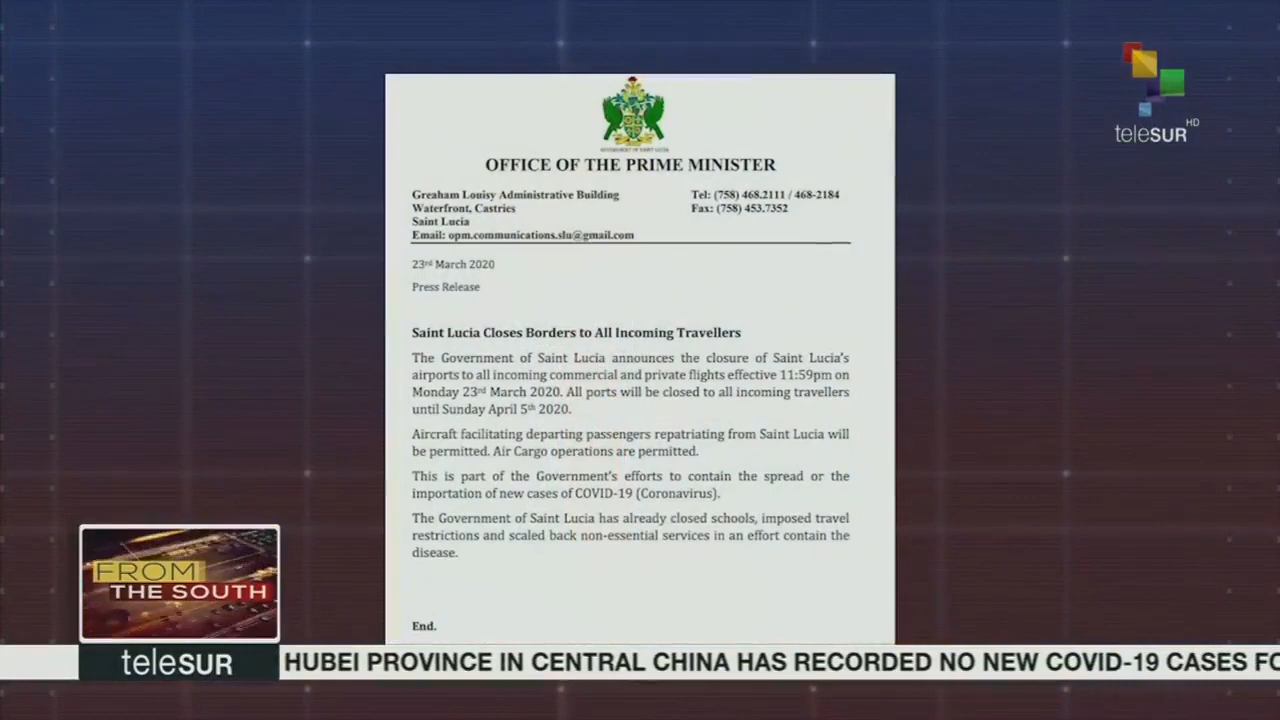 teleSUR HD
GOVERNMENT OF SAINT LUCIA
OFFICE OF THE PRIME MINISTER
Greaham Louisy Administrative Building
Waterfront, Castries
Saint Lucia
Email: opm.communications.slu@gmail.com
Tel: (758) 468.2111 / 468-2184
Fax: (758) 453.7352
23rd March 2020
Press Release
Saint Lucia Closes Borders to All Incoming Travellers
The Government of Saint Lucia announces the closure of Saint Lucia's
airports to all incoming commercial and private flights effective 11:59pm on
Monday 23rd March 2020. All ports will be closed to all incoming travellers
until Sunday April 5th 2020.
Aircraft facilitating departing passengers repatriating from Saint Lucia will
be permitted. Air Cargo operations are permitted.
This is part of the Government's efforts to contain the spread or the
importation of new cases of COVID-19 (Coronavirus).
The Government of Saint Lucia has already closed schools, imposed travel
restrictions and scaled back non-essential services in an effort contain the
disease.
End.
FROM
THE SOUTH
teleSUR
HUBEI PROVINCE IN CENTRAL CHINA HAS RECORDED NO NEW COVID-19 CASES FO